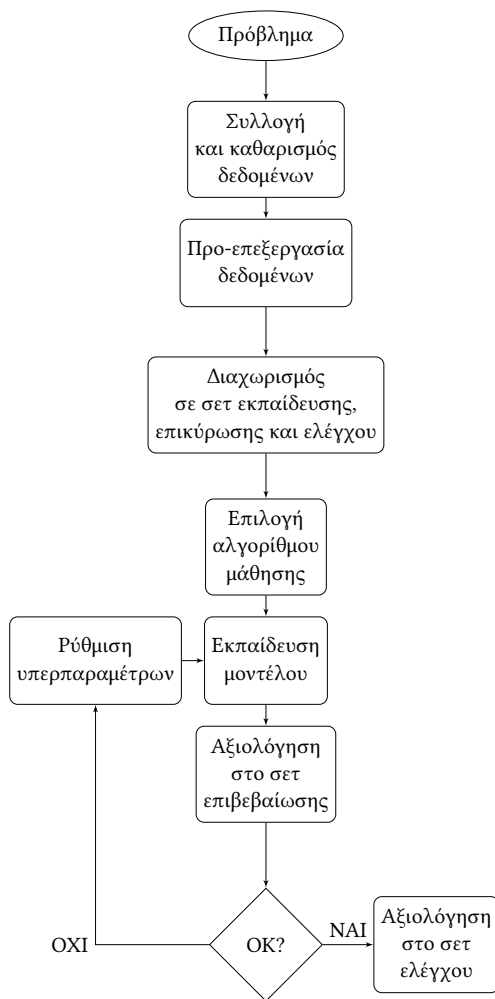 Πρόβλημα
Συλλογή
και καθαρισμός
δεδομένων
Προ-επεξεργασία
δεδομένων
Διαχωρισμός
σε σετ εκπαίδευσης,
επικύρωσης και ελέγχου
Επιλογή
αλγορίθμου
μάθησης
Ρύθμιση
υπερπαραμέτρων
Εκπαίδευση
μοντέλου
Αξιολόγηση
στο σετ
επιβεβαίωσης
ΟΧΙ
ΟΚ?
ΝΑΙ
Αξιολόγηση
στο σετ
ελέγχου